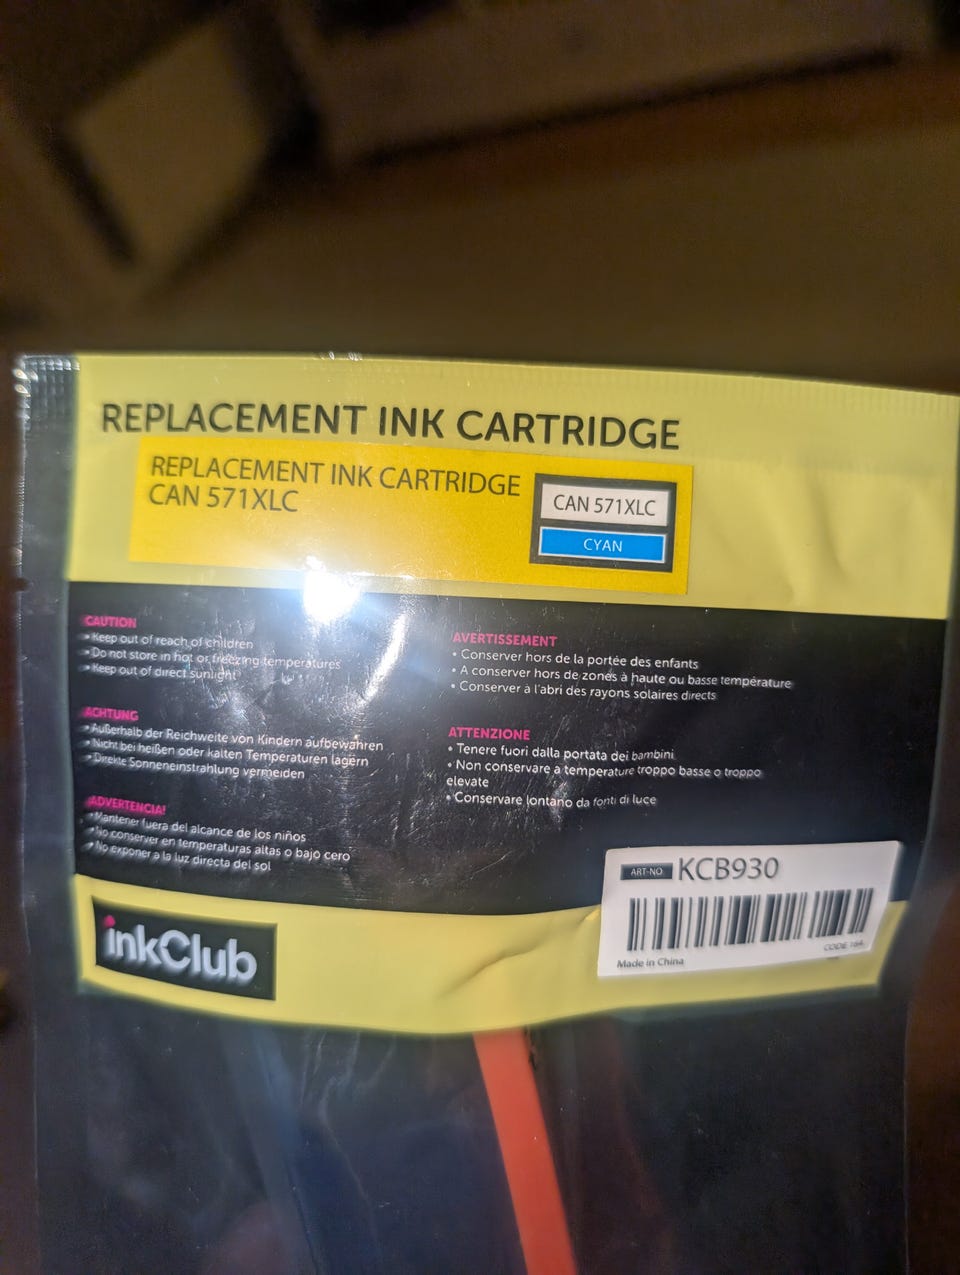 REPLACEMENT INK CARTRIDGE
REPLACEMENT INK CARTRIDGE
CAN 571XLC
CAN 571XLC
CYAN
CAUTION
• Keep out of reach of children
• Do not store in hot or freezing temperatures
• Keep out of direct sunlight
ACHTUNG
• Außerhalb der Reichweite von Kindern aufbewahren
• Nicht bei heißen oder kalten Temperaturen lagern
• Direkte Sonneneinstrahlung vermeiden
¡ADVERTENCIA!
• Mantener fuera del alcance de los niños
• No conserver en temperaturas altas o bajo cero
• No exponer a la luz directa del sol
AVERTISSEMENT
• Conserver hors de la portée des enfants
• A conserver hors de zones à haute ou basse température
• Conserver à l'abri des rayons solaires directs
ATTENZIONE
• Tenere fuori dalla portata dei bambini
• Non conservare a temperature troppo basse o troppo
elevate
• Conservare lontano da fonti di luce
inkClub
ART-NO. KCB930
CODE 16A
Made in China